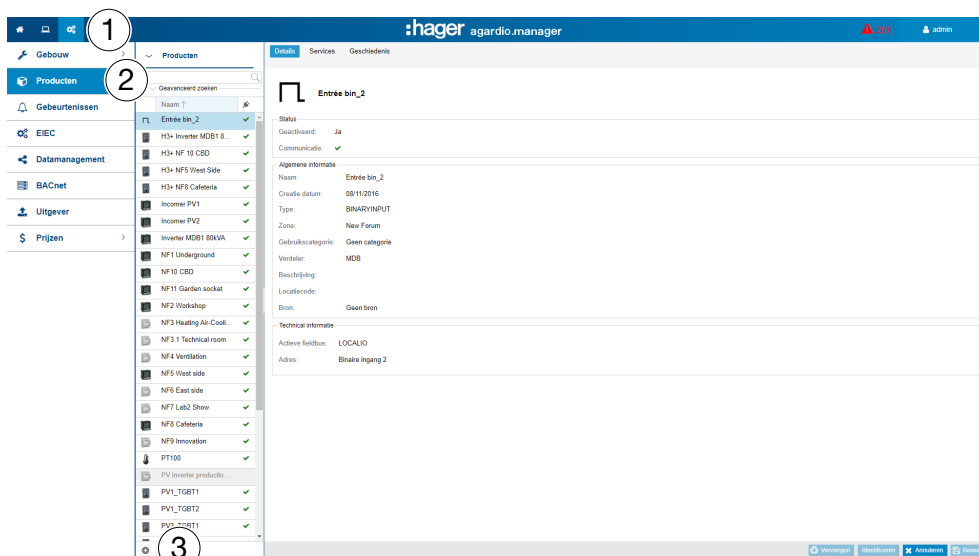 1
:hager agardio.manager
2(0)
admin
Gebouw
Producten
Gebeurtenissen
EIEC
Datamanagement
BACnet
Uitgever
Prijzen
2
Producten
Geavanceerd zoeken
Naam ↑
Entrée bin_2
H3+ Inverter MDB1 8...
H3+ NF 10 CBD
H3+ NF5 West Side
H3+ NF8 Cafeteria
Incomer PV1
Incomer PV2
Inverter MDB1 80kVA
NF1 Underground
NF10 CBD
NF11 Garden socket
NF2 Workshop
NF3 Heating Air-Cooli...
NF3.1 Technical room
NF4 Ventilation
NF5 West side
NF6 East side
NF7 Lab2 Show
NF8 Cafeteria
NF9 Innovation
PT100
PV inverter productio...
PV1_TGBT1
PV1_TGBT2
PV2_TGBT1
3
Details Services Geschiedenis
Entrée bin_2
Status
Geactiveerd: Ja
Communicatie:
Algemene informatie
Naam: Entrée bin_2
Creatie datum: 08/11/2016
Type: BINARYINPUT
Zone: New Forum
Gebruikscategorie: Geen categorie
Verdeler: MDB
Beschrijving:
Locatiecode:
Bron: Geen bron
Technical informatie
Actieve fieldbus: LOCALIO
Adres: Binaire ingang 2
Vervangen Identificeren Annuleren